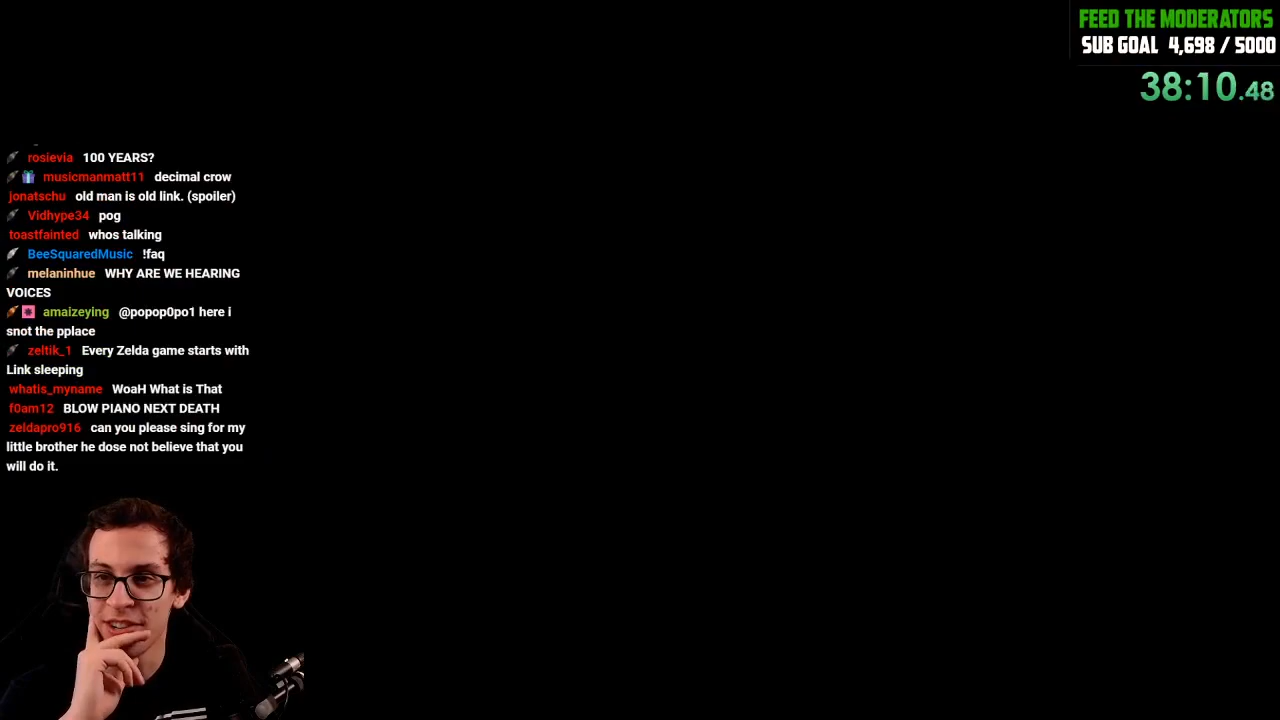 FEED THE MODERATORS
SUB GOAL 4,698 / 5000
38:10.48
rosievia 100 YEARS?
musicmanmatt11 decimal crow
jonatschu old man is old link. (spoiler)
Vidhype34 pog
toastfainted whos talking
BeeSquaredMusic !faq
melaninhue WHY ARE WE HEARING
VOICES
amaizeying @popop0po1 here i
snot the pplace
zeltik_1 Every Zelda game starts with
Link sleeping
whatis_myname WoaH What is That
f0am12 BLOW PIANO NEXT DEATH
zeldapro916 can you please sing for my
little brother he dose not believe that you
will do it.